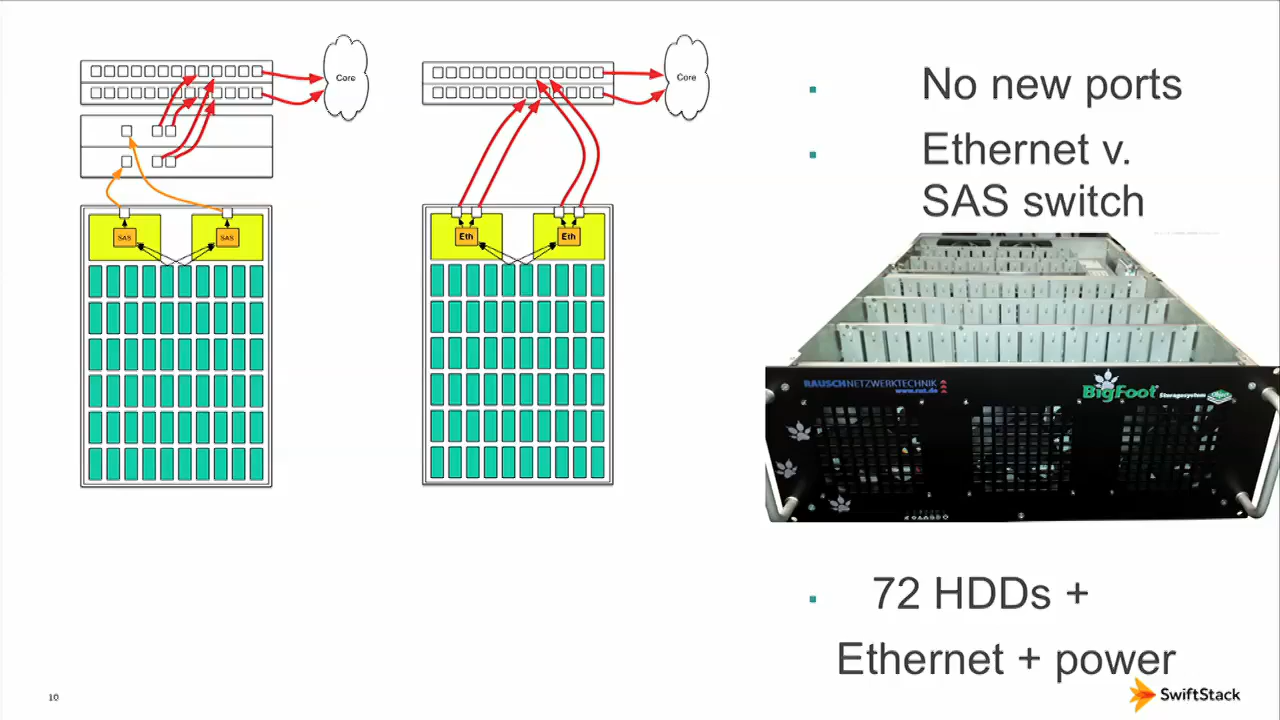 Core
Core
SAS
SAS
Eth
Eth
No new ports
Ethernet v.
SAS switch
RAUSCHNETZWERKTECHNIK
www.rnt.de
BigFoot
Storagesystem
72 HDDs +
Ethernet + power
10
SwiftStack